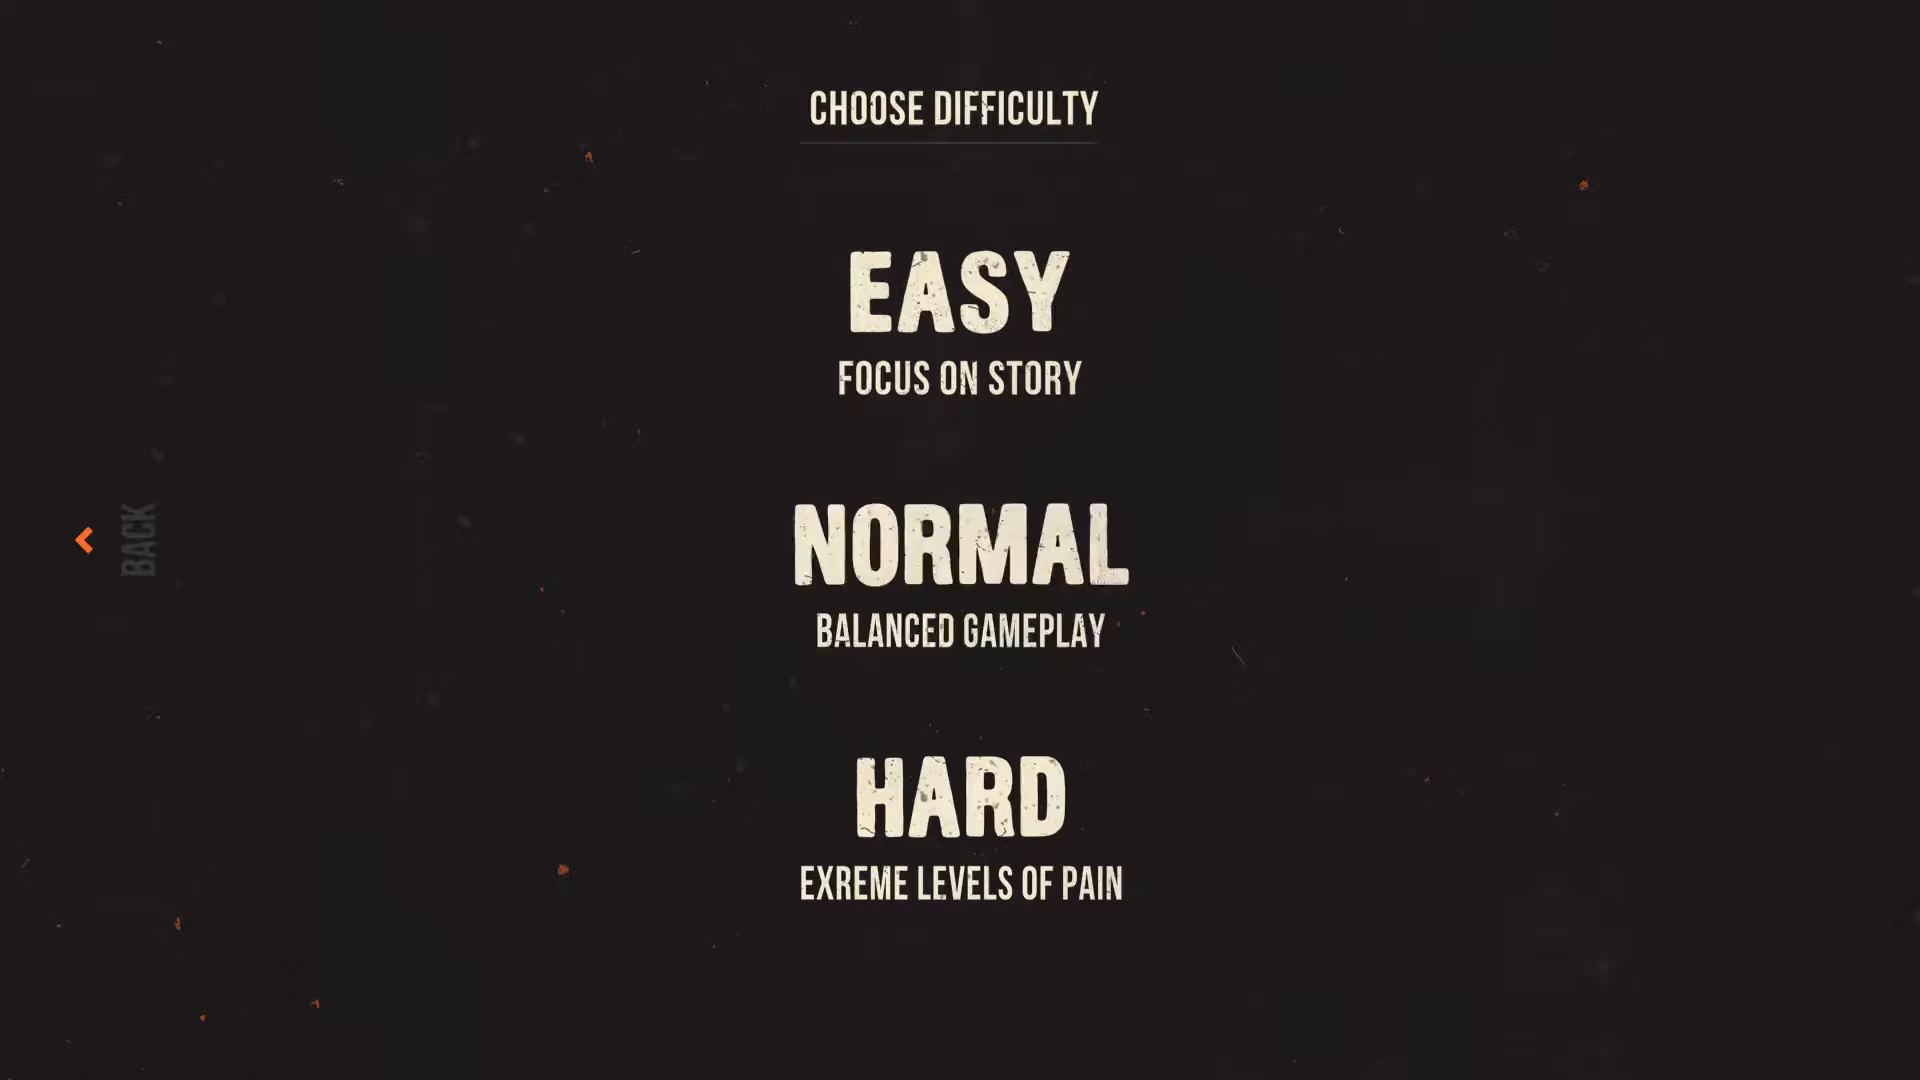 CHOOSE DIFFICULTY
EASY
FOCUS ON STORY
BACK
NORMAL
BALANCED GAMEPLAY
HARD
EXREME LEVELS OF PAIN